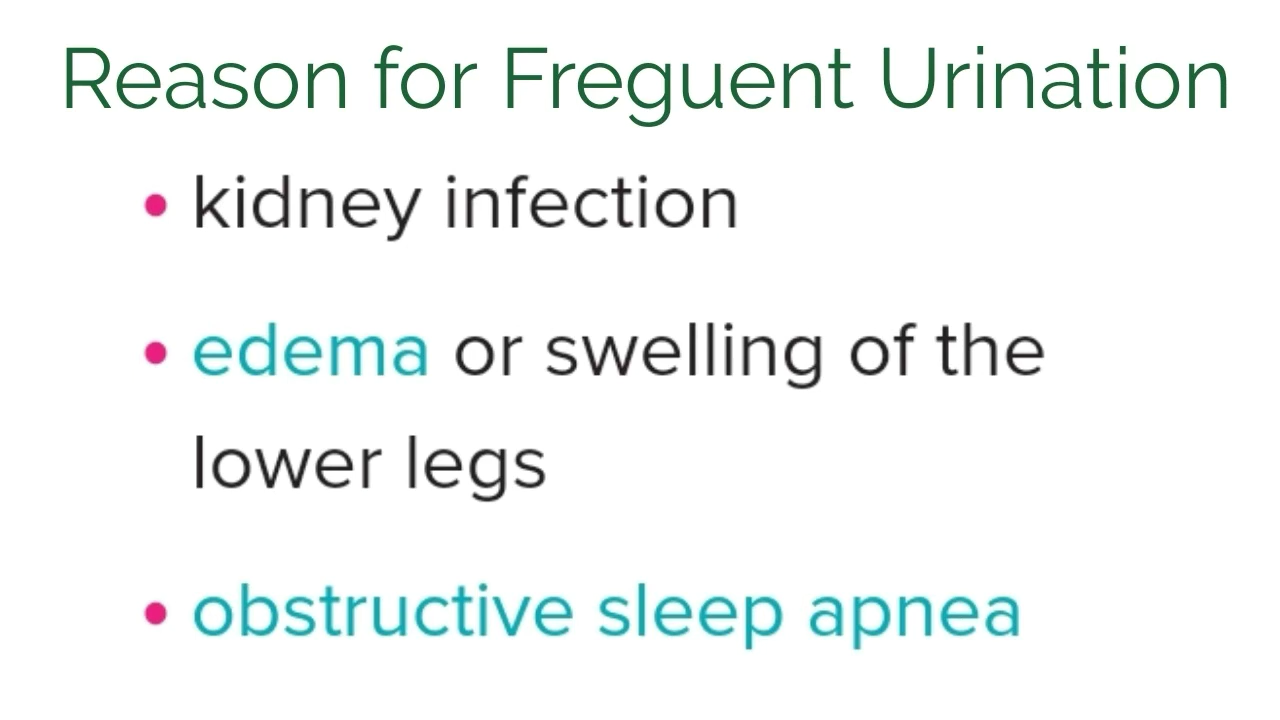 Reason for Freguent Urination
• kidney infection
• edema or swelling of the
lower legs
• obstructive sleep apnea